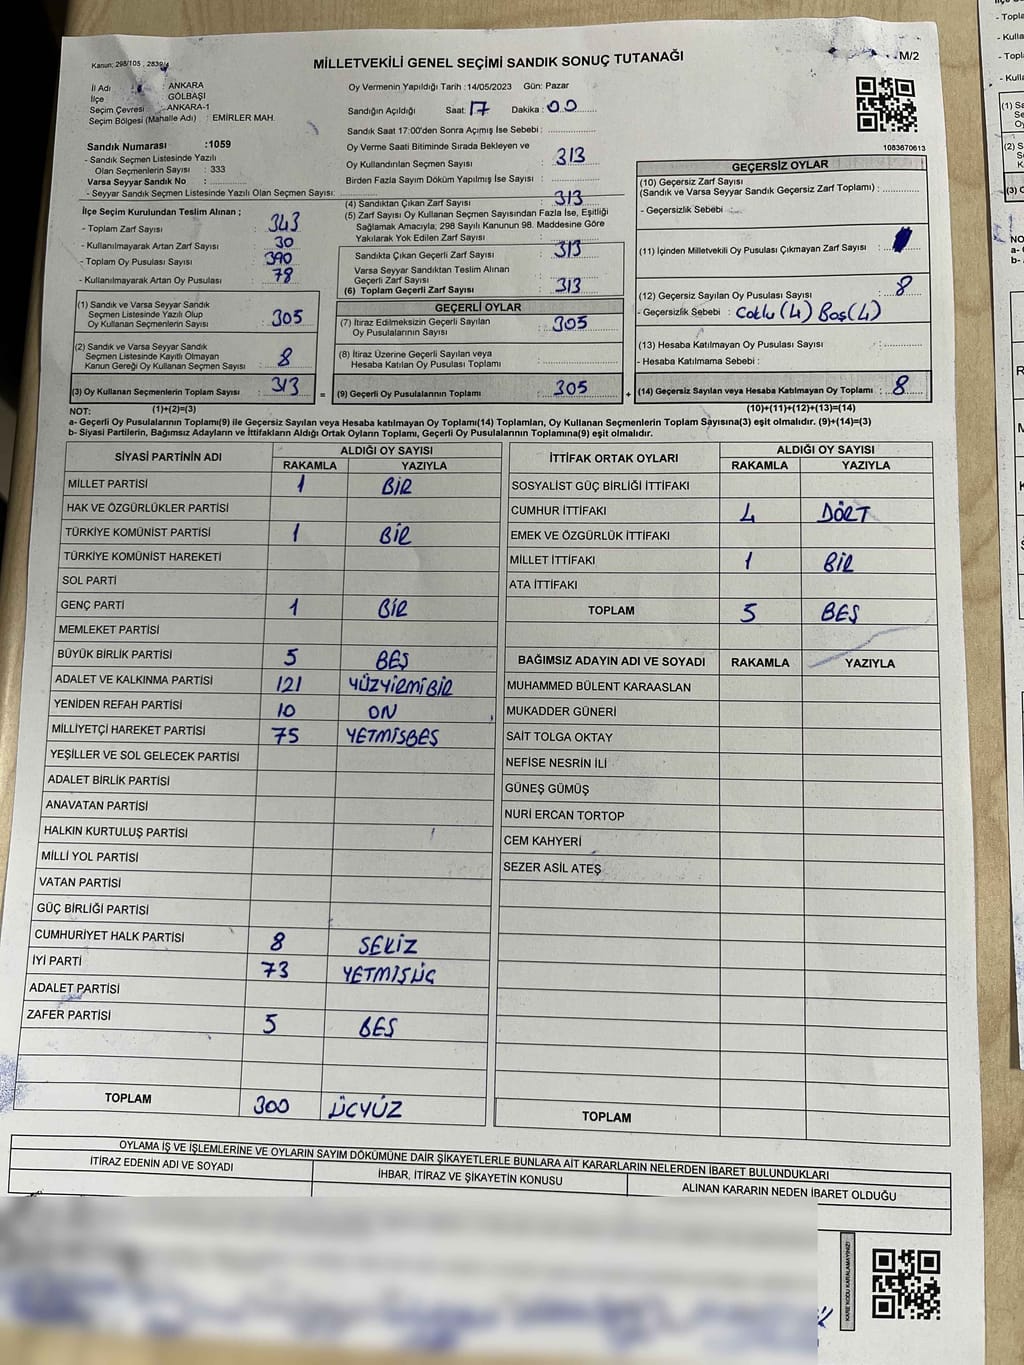 Kanun: 298/105 , 2839/4
MİLLETVEKİLİ GENEL SEÇİMİ SANDIK SONUÇ TUTANAĞI
M/2
İl Adı : ANKARA
İlçe : GÖLBAŞI
Seçim Çevresi : ANKARA-1
Seçim Bölgesi (Mahalle Adı) : EMİRLER MAH.
Oy Vermenin Yapıldığı Tarih :14/05/2023 Gün: Pazar
Sandığın Açıldığı Saat: 17 Dakika : 00
Sandık Saat 17:00'den Sonra Açımış İse Sebebi :
Oy Verme Saati Bitiminde Sırada Bekleyen ve
Oy Kullandırılan Seçmen Sayısı : 313
Birden Fazla Sayım Döküm Yapılmış İse Sayısı :
1083670613
Sandık Numarası :1059
- Sandık Seçmen Listesinde Yazılı
Olan Seçmenlerin Sayısı : 333
Varsa Seyyar Sandık No :
- Seyyar Sandık Seçmen Listesinde Yazılı Olan Seçmen Sayısı:
İlçe Seçim Kurulundan Teslim Alınan ;
- Toplam Zarf Sayısı : 343
- Kullanılmayarak Artan Zarf Sayısı : 30
- Toplam Oy Pusulası Sayısı : 390
- Kullanılmayarak Artan Oy Pusulası : 78
(1) Sandık ve Varsa Seyyar Sandık
Seçmen Listesinde Yazılı Olup
Oy Kullanan Seçmenlerin Sayısı : 305
(2) Sandık ve Varsa Seyyar Sandık
Seçmen Listesinde Kayıtlı Olmayan
Kanun Gereği Oy Kullanan Seçmen Sayısı : 8
(3) Oy Kullanan Seçmenlerin Toplam Sayısı : 313
(1)+(2)=(3)
(4) Sandıktan Çıkan Zarf Sayısı : 313
(5) Zarf Sayısı Oy Kullanan Seçmen Sayısından Fazla İse, Eşitliği
Sağlamak Amacıyla, 298 Sayılı Kanunun 98. Maddesine Göre
Yakılarak Yok Edilen Zarf Sayısı :
Sandıkta Çıkan Geçerli Zarf Sayısı : 313
Varsa Seyyar Sandıktan Teslim Alınan
Geçerli Zarf Sayısı :
(6) Toplam Geçerli Zarf Sayısı : 313
GEÇERLİ OYLAR
(7) İtiraz Edilmeksizin Geçerli Sayılan
Oy Pusulalarının Sayısı : 305
(8) İtiraz Üzerine Geçerli Sayılan veya
Hesaba Katılan Oy Pusulası Toplamı :
= (9) Geçerli Oy Pusulalarının Toplamı : 305 +
GEÇERSİZ OYLAR
(10) Geçersiz Zarf Sayısı
(Sandık ve Varsa Seyyar Sandık Geçersiz Zarf Toplamı) :
- Geçersizlik Sebebi :
(11) İçinden Milletvekili Oy Pusulası Çıkmayan Zarf Sayısı :
(12) Geçersiz Sayılan Oy Pusulası Sayısı : 8
- Geçersizlik Sebebi : Çoklu (4) Boş (4)
(13) Hesaba Katılmayan Oy Pusulası Sayısı :
- Hesaba Katılmama Sebebi :
(14) Geçersiz Sayılan veya Hesaba Katılmayan Oy Toplamı : 8
(10)+(11)+(12)+(13)=(14)
NOT:
a- Geçerli Oy Pusulalarının Toplamı(9) ile Geçersiz Sayılan veya Hesaba katılmayan Oy Toplamı(14) Toplamları, Oy Kullanan Seçmenlerin Toplam Sayısına(3) eşit olmalıdır. (9)+(14)=(3)
b- Siyasi Partilerin, Bağımsız Adayların ve İttifakların Aldığı Ortak Oyların Toplamı, Geçerli Oy Pusulalarının Toplamına(9) eşit olmalıdır.
SİYASİ PARTİNİN ADI
ALDIĞI OY SAYISI
RAKAMLA YAZIYLA
MİLLET PARTİSİ 1 BİR
HAK VE ÖZGÜRLÜKLER PARTİSİ
TÜRKİYE KOMÜNİST PARTİSİ 1 BİR
TÜRKİYE KOMÜNİST HAREKETİ
SOL PARTİ
GENÇ PARTİ 1 BİR
MEMLEKET PARTİSİ
BÜYÜK BİRLİK PARTİSİ 5 BEŞ
ADALET VE KALKINMA PARTİSİ 121 YÜZYİRMİBİR
YENİDEN REFAH PARTİSİ 10 ON
MİLLİYETÇİ HAREKET PARTİSİ 75 YETMİŞBEŞ
YEŞİLLER VE SOL GELECEK PARTİSİ
ADALET BİRLİK PARTİSİ
ANAVATAN PARTİSİ
HALKIN KURTULUŞ PARTİSİ
MİLLİ YOL PARTİSİ
VATAN PARTİSİ
GÜÇ BİRLİĞİ PARTİSİ
CUMHURİYET HALK PARTİSİ 8 SEKİZ
İYİ PARTİ 73 YETMİŞÜÇ
ADALET PARTİSİ
ZAFER PARTİSİ 5 BEŞ
TOPLAM 300 ÜÇYÜZ
İTTİFAK ORTAK OYLARI
ALDIĞI OY SAYISI
RAKAMLA YAZIYLA
SOSYALİST GÜÇ BİRLİĞİ İTTİFAKI
CUMHUR İTTİFAKI 4 DÖRT
EMEK VE ÖZGÜRLÜK İTTİFAKI
MİLLET İTTİFAKI 1 BİR
ATA İTTİFAKI
TOPLAM 5 BEŞ
BAĞIMSIZ ADAYIN ADI VE SOYADI RAKAMLA YAZIYLA
MUHAMMED BÜLENT KARAASLAN
MUKADDER GÜNERİ
SAİT TOLGA OKTAY
NEFİSE NESRİN İLİ
GÜNEŞ GÜMÜŞ
NURİ ERCAN TORTOP
CEM KAHYERİ
SEZER ASİL ATEŞ
TOPLAM
OYLAMA İŞ VE İŞLEMLERİNE VE OYLARIN SAYIM DÖKÜMÜNE DAİR ŞİKAYETLERLE BUNLARA AİT KARARLARIN NELERDEN İBARET BULUNDUKLARI
İTİRAZ EDENİN ADI VE SOYADI
İHBAR, İTİRAZ VE ŞİKAYETİN KONUSU
ALINAN KARARIN NEDEN İBARET OLDUĞU
KARE KODU KARALAMAYINIZ!